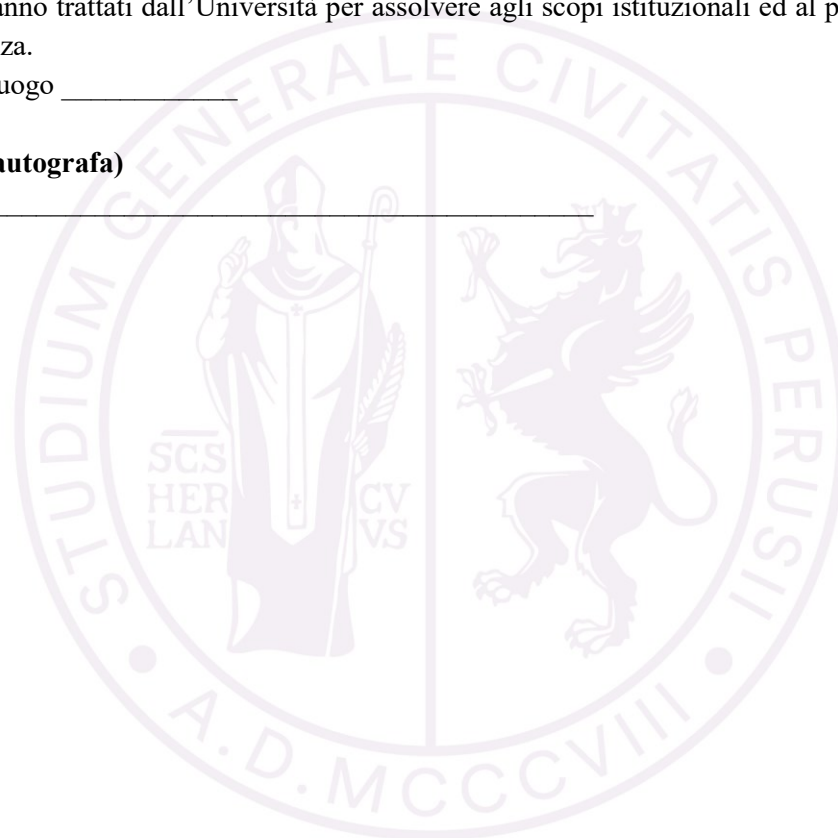 anno trattati dall'Università per assolvere agli scopi istituzionali ed al p
za.
uogo ____________
autografa)
STUDIUM GENERALE CIVITATIS PERUSII
A.D. MCCCVIII
SCS
HER
LAN
CV
VS